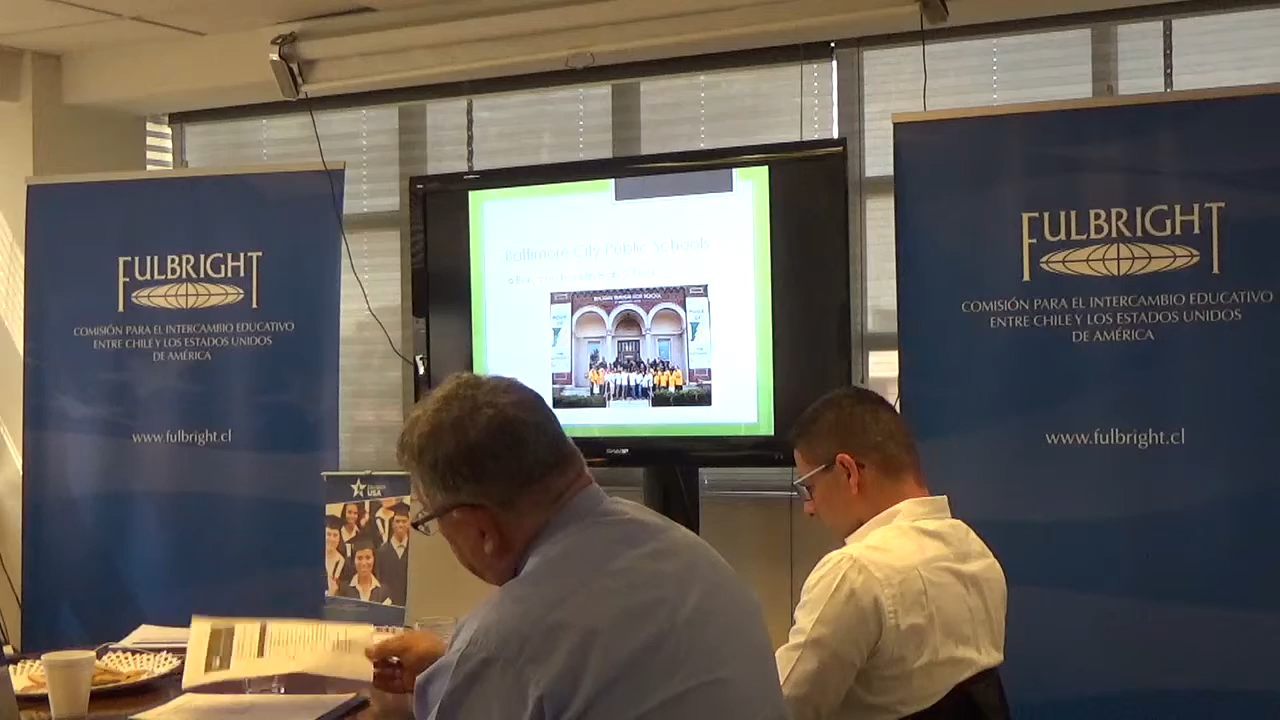 FULBRIGHT
COMISIÓN PARA EL INTERCAMBIO EDUCATIVO
ENTRE CHILE Y LOS ESTADOS UNIDOS
DE AMÉRICA
www.fulbright.cl
USA
Baltimore City Public Schools
SHARP
FULBRIGHT
COMISIÓN PARA EL INTERCAMBIO EDUCATIVO
ENTRE CHILE Y LOS ESTADOS UNIDOS
DE AMÉRICA
www.fulbright.cl